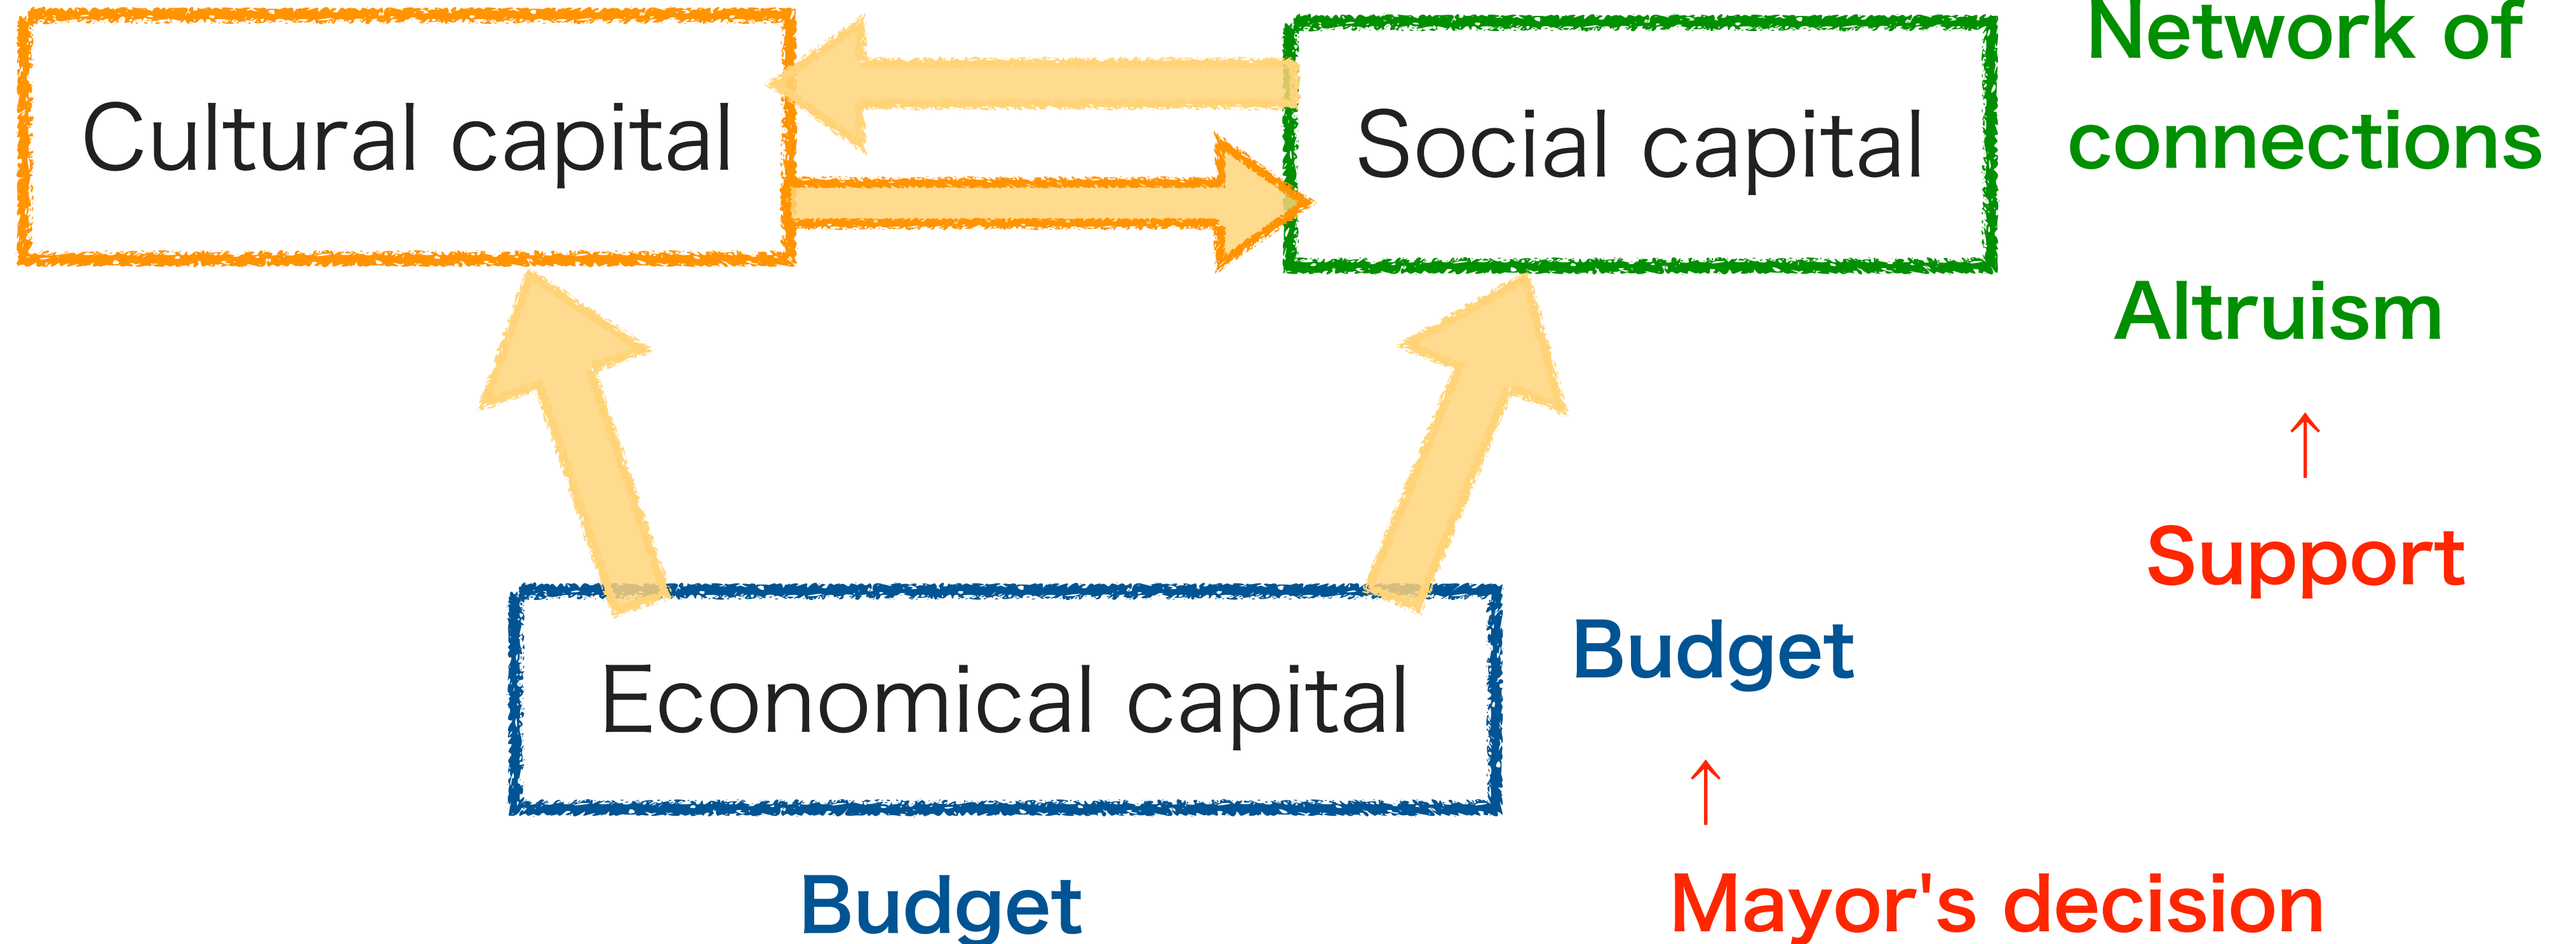 Cultural capital
Social capital
Network of
connections
Altruism
↑
Support
Economical capital
Budget
↑
Budget
Mayor's decision